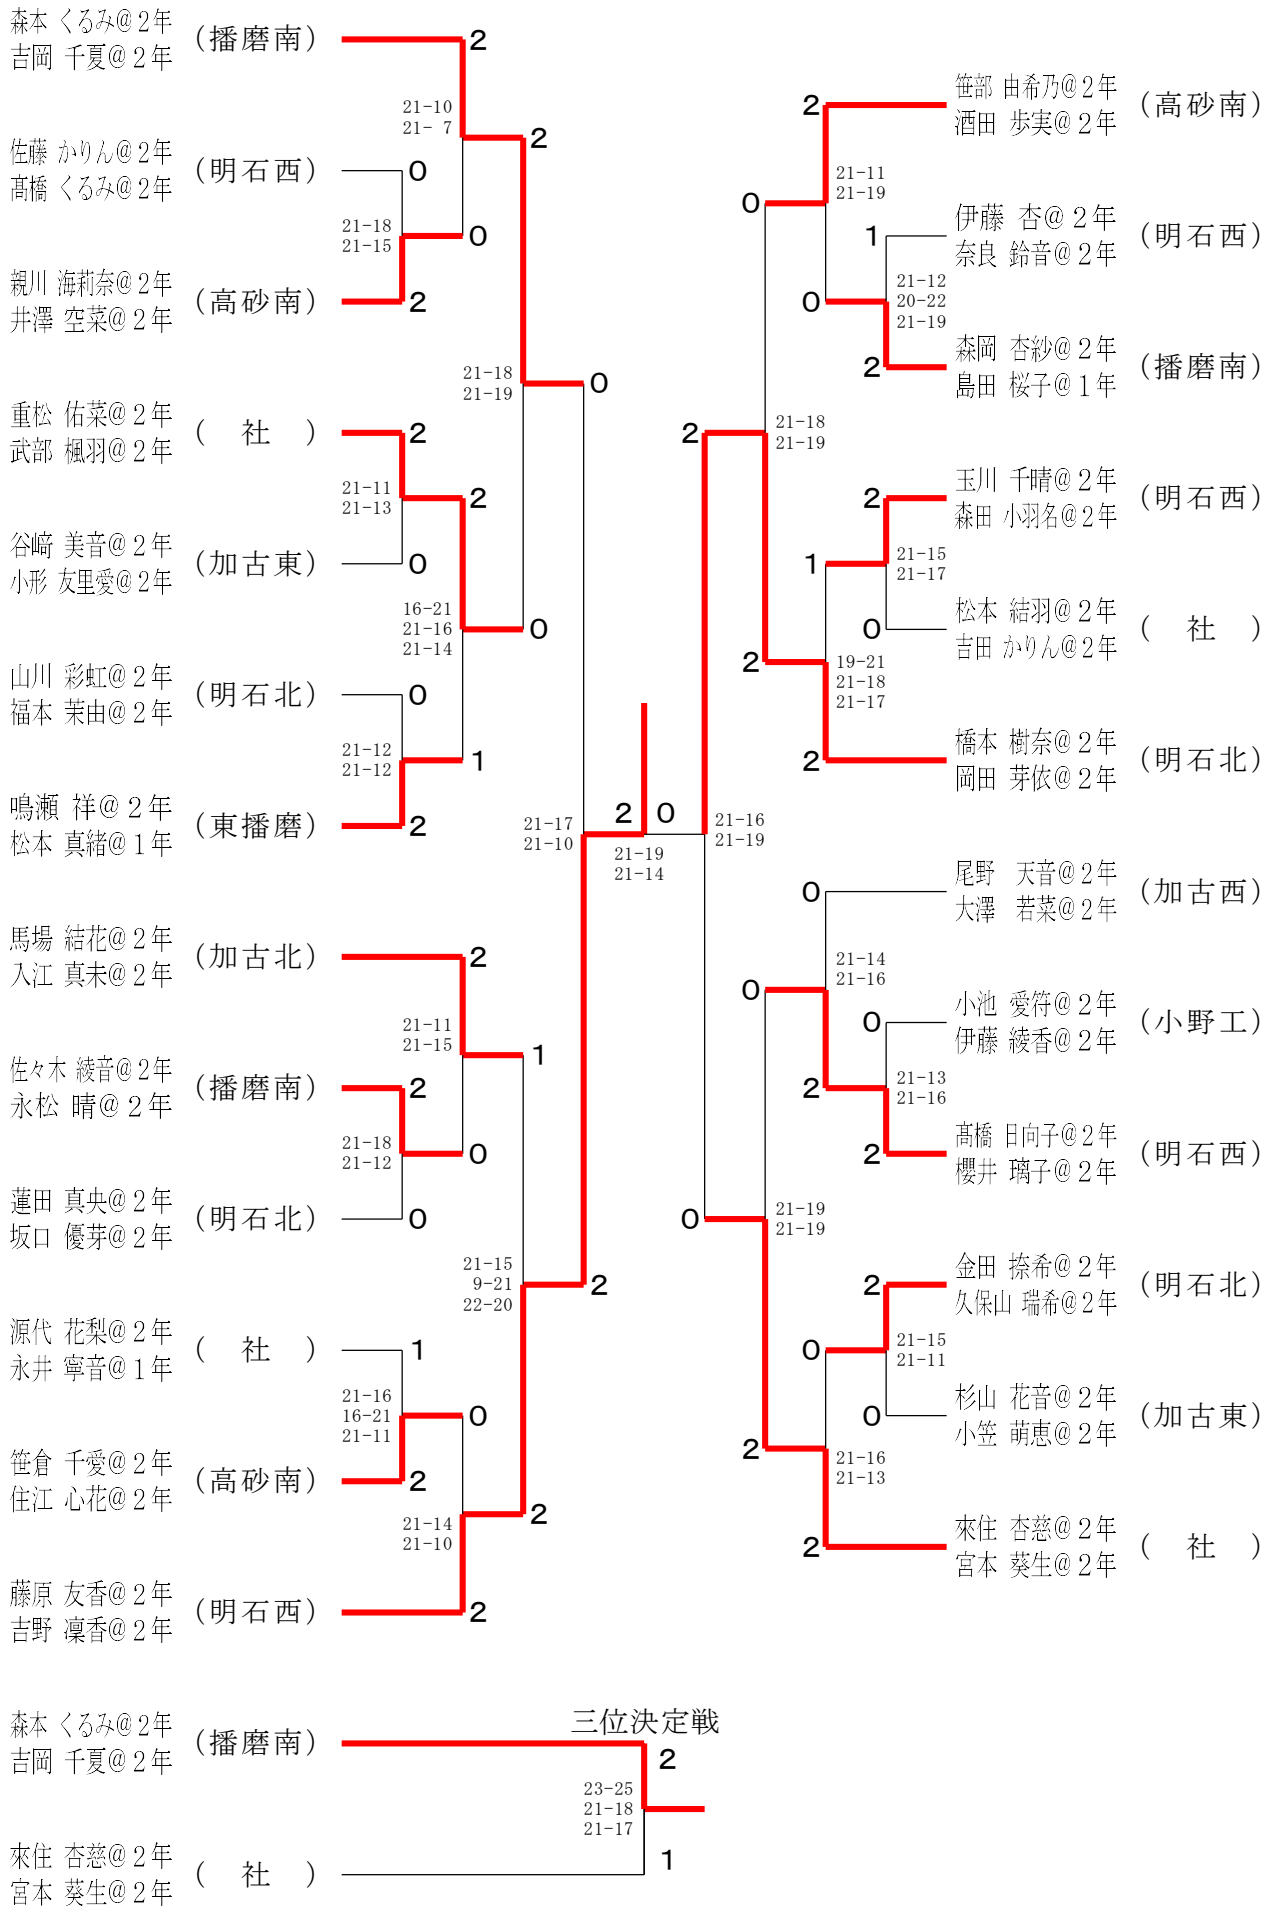 森本 くるみ@２年
吉岡 千夏@２年
(播磨南)
2
21-10
21- 7
2
佐藤 かりん@２年
髙橋 くるみ@２年
(明石西)
0
21-18
21-15
0
親川 海莉奈@２年
井澤 空菜@２年
(高砂南)
2
21-18
21-19
0
重松 佑菜@２年
武部 楓羽@２年
( 社 )
2
21-11
21-13
2
谷﨑 美音@２年
小形 友里愛@２年
(加古東)
0
16-21
21-16
21-14
0
山川 彩虹@２年
福本 茉由@２年
(明石北)
0
21-12
21-12
1
鳴瀬 祥@２年
松本 真緒@１年
(東播磨)
2
21-17
21-10
2
0
21-19
21-14
馬場 結花@２年
入江 真未@２年
(加古北)
2
21-11
21-15
1
佐々木 綾音@２年
永松 晴@２年
(播磨南)
2
21-18
21-12
0
蓮田 真央@２年
坂口 優芽@２年
(明石北)
0
21-15
9-21
22-20
2
源代 花梨@２年
永井 寧音@１年
( 社 )
1
21-16
16-21
21-11
0
笹倉 千愛@２年
住江 心花@２年
(高砂南)
2
21-14
21-10
2
藤原 友香@２年
吉野 凜香@２年
(明石西)
2
笹部 由希乃@２年
酒田 歩実@２年
(高砂南)
2
21-11
21-19
0
伊藤 杏@２年
奈良 鈴音@２年
(明石西)
1
21-12
20-22
21-19
0
森岡 杏紗@２年
島田 桜子@１年
(播磨南)
2
21-18
21-19
2
玉川 千晴@２年
森田 小羽名@２年
(明石西)
2
21-15
21-17
1
松本 結羽@２年
吉田 かりん@２年
( 社 )
0
19-21
21-18
21-17
2
橋本 樹奈@２年
岡田 芽依@２年
(明石北)
2
21-16
21-19
尾野 天音@２年
大澤 若菜@２年
(加古西)
0
21-14
21-16
0
小池 愛符@２年
伊藤 綾香@２年
(小野工)
0
21-13
21-16
2
髙橋 日向子@２年
櫻井 璃子@２年
(明石西)
2
21-19
21-19
0
金田 捺希@２年
久保山 瑞希@２年
(明石北)
2
21-15
21-11
0
杉山 花音@２年
小笠 萌恵@２年
(加古東)
0
21-16
21-13
2
來住 杏慈@２年
宮本 葵生@２年
( 社 )
2
三位決定戦
森本 くるみ@２年
吉岡 千夏@２年
(播磨南)
2
23-25
21-18
21-17
來住 杏慈@２年
宮本 葵生@２年
( 社 )
1